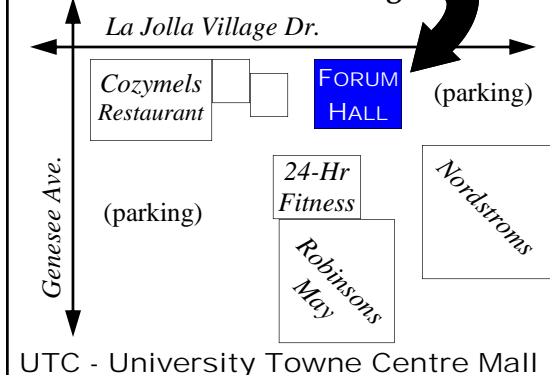 La Jolla Village Dr.
Cozymels
Restaurant
FORUM
HALL
(parking)
Genesee Ave.
(parking)
24-Hr
Fitness
Nordstroms
Robinsons
May
UTC - University Towne Centre Mall